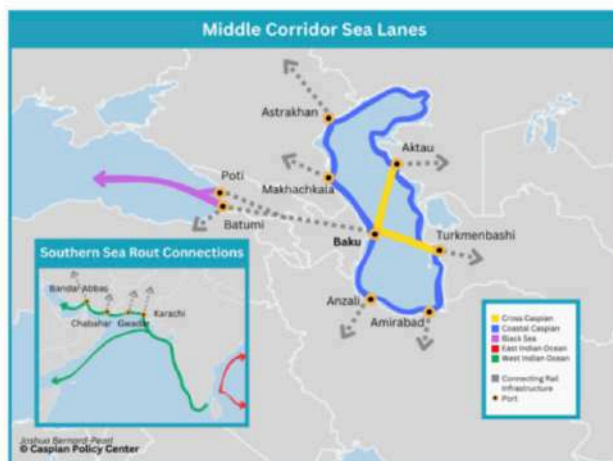 Middle Corridor Sea Lanes
Astrakhan
Aktau
Poti
Makhachkala
Batumi
Baku
Turkmenbashi
Southern Sea Rout Connections
Bandar-Abbas
Karachi
Chabahar
Gwadar
Anzali
Amirabad
Cross Caspian
Coastal Caspian
Black Sea
East Indian Ocean
West Indian Ocean
Connecting Rail
Infrastructure
Port
Joshua Bernard-Pearl
© Caspian Policy Center